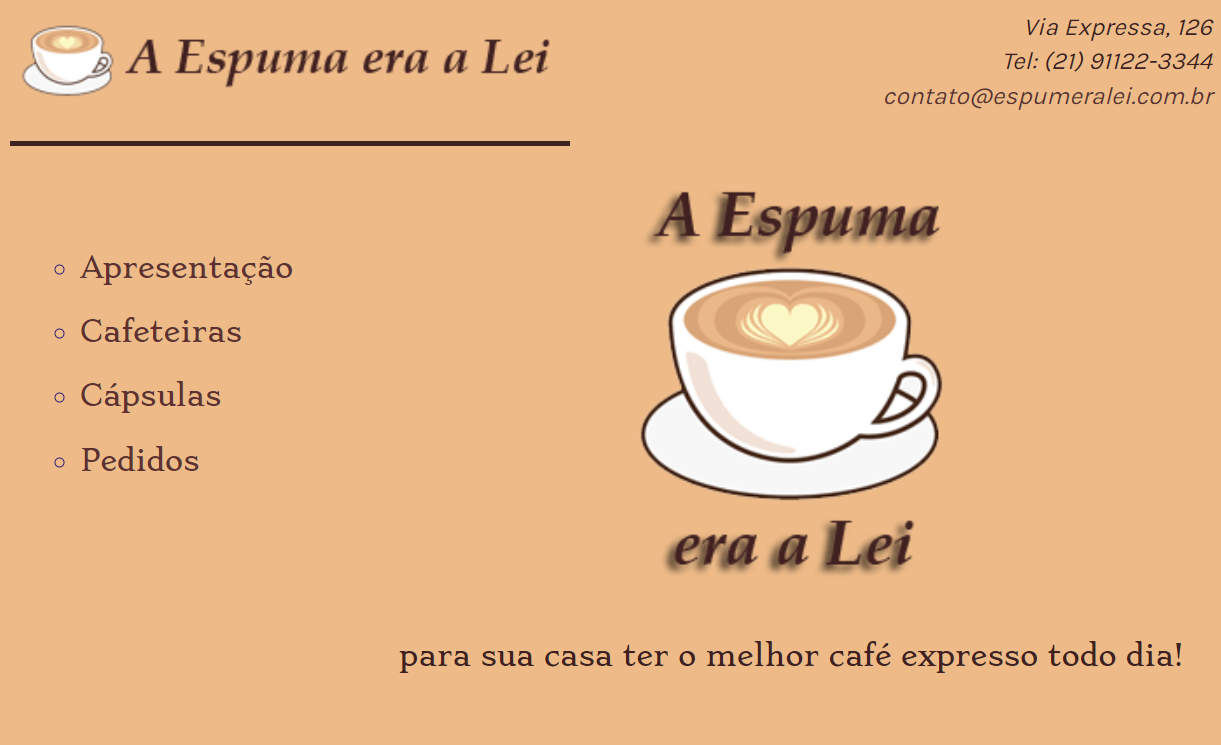 A Espuma era a Lei
Via Expressa, 126
Tel: (21) 91122-3344
contato@espumeralei.com.br
Apresentação
Cafeteiras
Cápsulas
Pedidos
A Espuma
era a Lei
para sua casa ter o melhor café expresso todo dia!